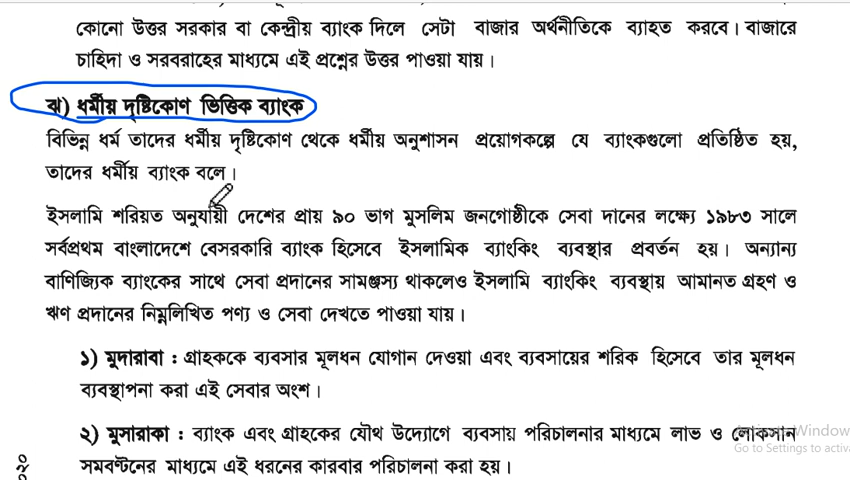 কোনো উত্তর সরকার বা কেন্দ্রীয় ব্যাংক দিলে সেটা বাজার অর্থনীতিকে ব্যাহত করবে। বাজারে
চাহিদা ও সরবরাহের মাধ্যমে এই প্রশ্নের উত্তর পাওয়া যায়।
ঝ) ধর্মীয় দৃষ্টিকোণ ভিত্তিক ব্যাংক
বিভিন্ন ধর্ম তাদের ধর্মীয় দৃষ্টিকোণ থেকে ধর্মীয় অনুশাসন প্রয়োগকল্পে যে ব্যাংকগুলো প্রতিষ্ঠিত হয়,
তাদের ধর্মীয় ব্যাংক বলে।
ইসলামি শরিয়ত অনুযায়ী দেশের প্রায় ৯০ ভাগ মুসলিম জনগোষ্ঠীকে সেবা দানের লক্ষ্যে ১৯৮৩ সালে
সর্বপ্রথম বাংলাদেশে বেসরকারি ব্যাংক হিসেবে ইসলামিক ব্যাংকিং ব্যবস্থার প্রবর্তন হয়। অন্যান্য
বাণিজ্যিক ব্যাংকের সাথে সেবা প্রদানের সামঞ্জস্য থাকলেও ইসলামি ব্যাংকিং ব্যবস্থায় আমানত গ্রহণ ও
ঋণ প্রদানের নিম্নলিখিত পণ্য ও সেবা দেখতে পাওয়া যায়।
১) মুদারাবা : গ্রাহককে ব্যবসার মূলধন যোগান দেওয়া এবং ব্যবসায়ের শরিক হিসেবে তার মূলধন
ব্যবস্থাপনা করা এই সেবার অংশ।
২) মুসারাকা : ব্যাংক এবং গ্রাহকের যৌথ উদ্যোগে ব্যবসায় পরিচালনার মাধ্যমে লাভ ও লোকসান
সমবণ্টনের মাধ্যমে এই ধরনের কারবার পরিচালনা করা হয়।
Activate Window
Go to Settings to activa